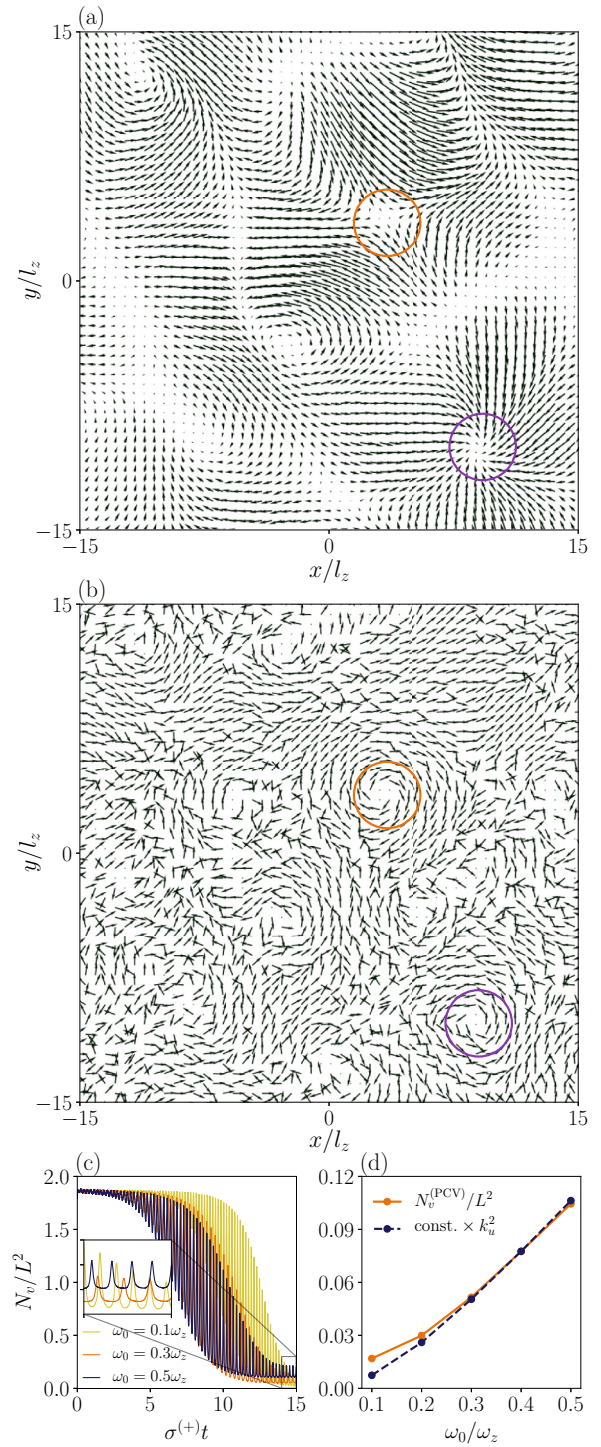 (a)
15
y/l_z
0
−15
−15
0
15
x/l_z
(b)
15
y/l_z
0
−15
−15
0
15
x/l_z
(c)
2.0
1.5
1.0
0.5
0.0
N_v/L^2
ω_0 = 0.1ω_z
ω_0 = 0.3ω_z
ω_0 = 0.5ω_z
0
5
10
15
σ^{(+)}t
(d)
0.12
0.09
0.06
0.03
0.00
N_v^{(PCV)}/L^2
const. × k_u^2
0.1
0.2
0.3
0.4
0.5
ω_0/ω_z